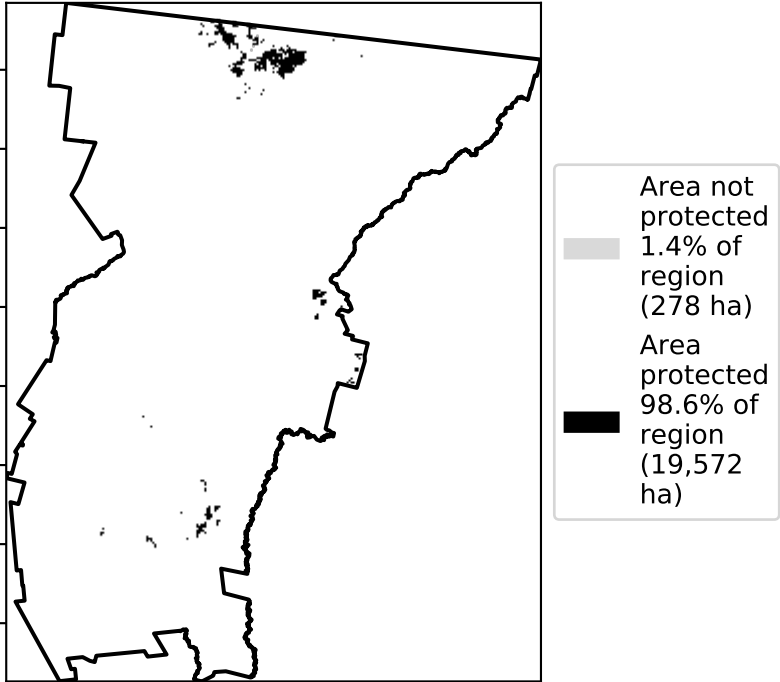 Area not
protected
1.4% of
region
(278 ha)
Area
protected
98.6% of
region
(19,572
ha)